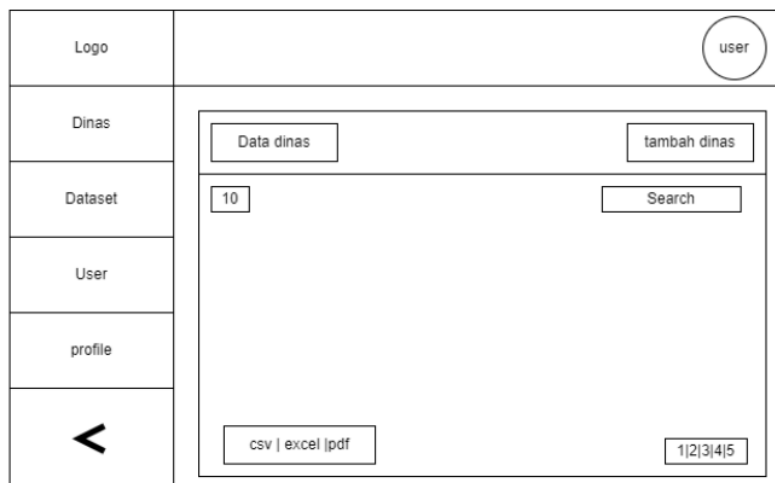 Logo
user
Dinas
Data dinas
tambah dinas
Dataset
10
Search
User
profile
<
csv | excel |pdf
1|2|3|4|5